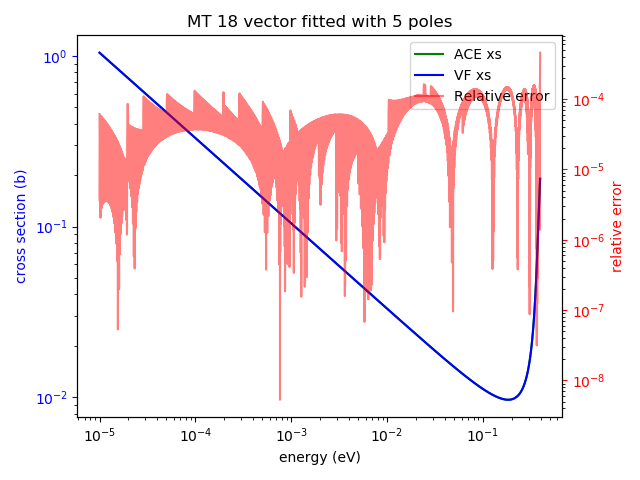 MT 18 vector fitted with 5 poles
ACE xs
VF xs
Relative error
cross section (b)
10⁰
10⁻¹
10⁻²
10⁻⁴
10⁻⁵
10⁻⁶
10⁻⁷
10⁻⁸
relative error
10⁻⁵
10⁻⁴
10⁻³
10⁻²
10⁻¹
energy (eV)